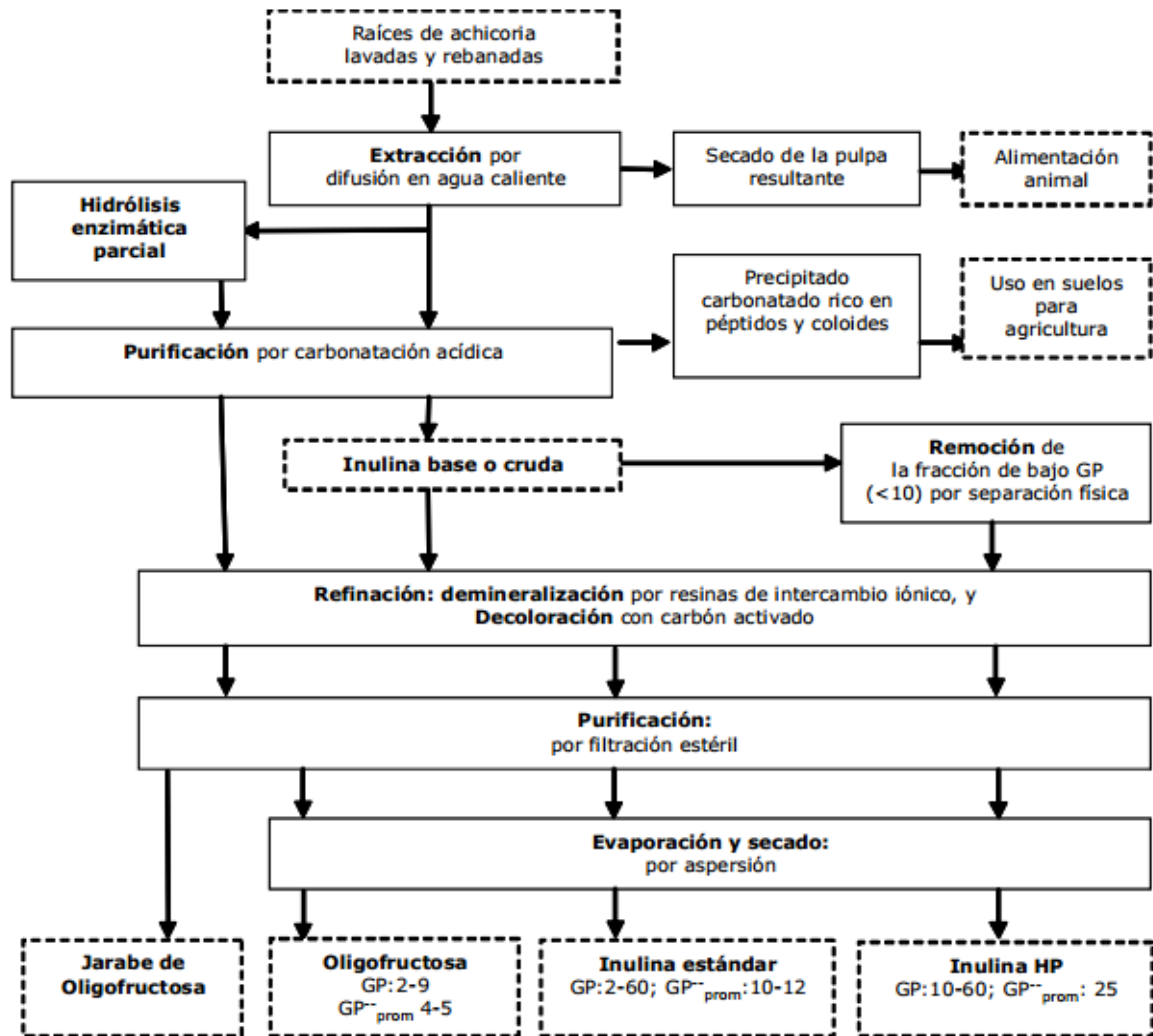 Raíces de achicoria
lavadas y rebanadas
Extracción por
difusión en agua caliente
Secado de la pulpa
resultante
Alimentación
animal
Hidrólisis
enzimática
parcial
Precipitado
carbonatado rico en
péptidos y coloides
Uso en suelos
para
agricultura
Purificación por carbonatación acídica
Inulina base o cruda
Remoción de
la fracción de bajo GP
(<10) por separación física
Refinación: demineralización por resinas de intercambio iónico, y
Decoloración con carbón activado
Purificación:
por filtración estéril
Evaporación y secado:
por aspersión
Jarabe de
Oligofructosa
Oligofructosa
GP:2-9
GP--prom 4-5
Inulina estándar
GP:2-60; GP--prom:10-12
Inulina HP
GP:10-60; GP--prom: 25